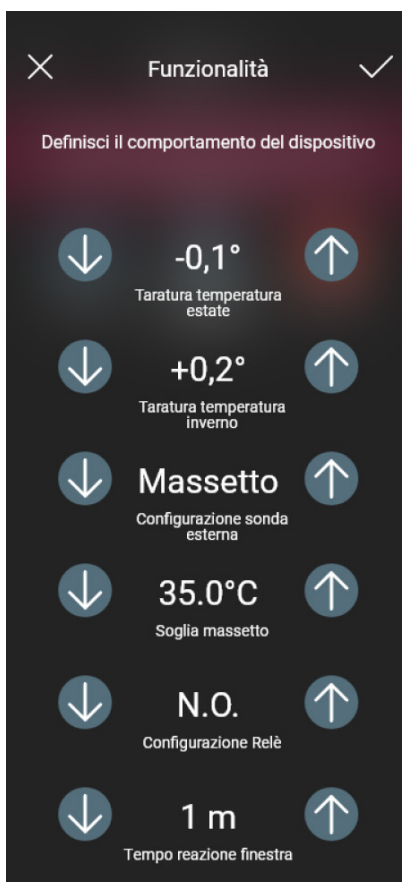 Funzionalità
Definisci il comportamento del dispositivo
-0,1°
Taratura temperatura
estate
+0,2°
Taratura temperatura
inverno
Massetto
Configurazione sonda
esterna
35.0°C
Soglia massetto
N.O.
Configurazione Relè
1 m
Tempo reazione finestra